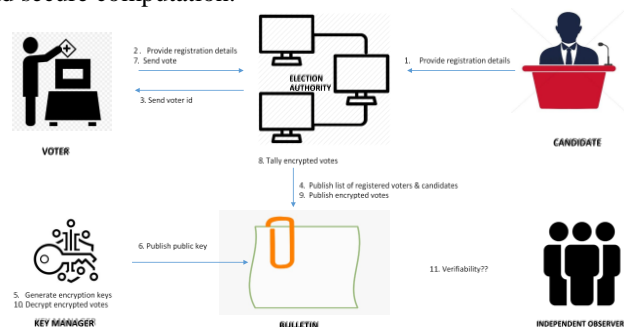 d secure computation.
2. Provide registration details
7. Send vote
3. Send voter id
ELECTION
AUTHORITY
1. Provide registration details
VOTER
CANDIDATE
8. Tally encrypted votes
4. Publish list of registered voters & candidates
9. Publish encrypted votes
6. Publish public key
11. Verifiability??
5. Generate encryption keys
10. Decrypt encrypted votes
KEY MANAGER
BULLETIN
INDEPENDENT OBSERVER